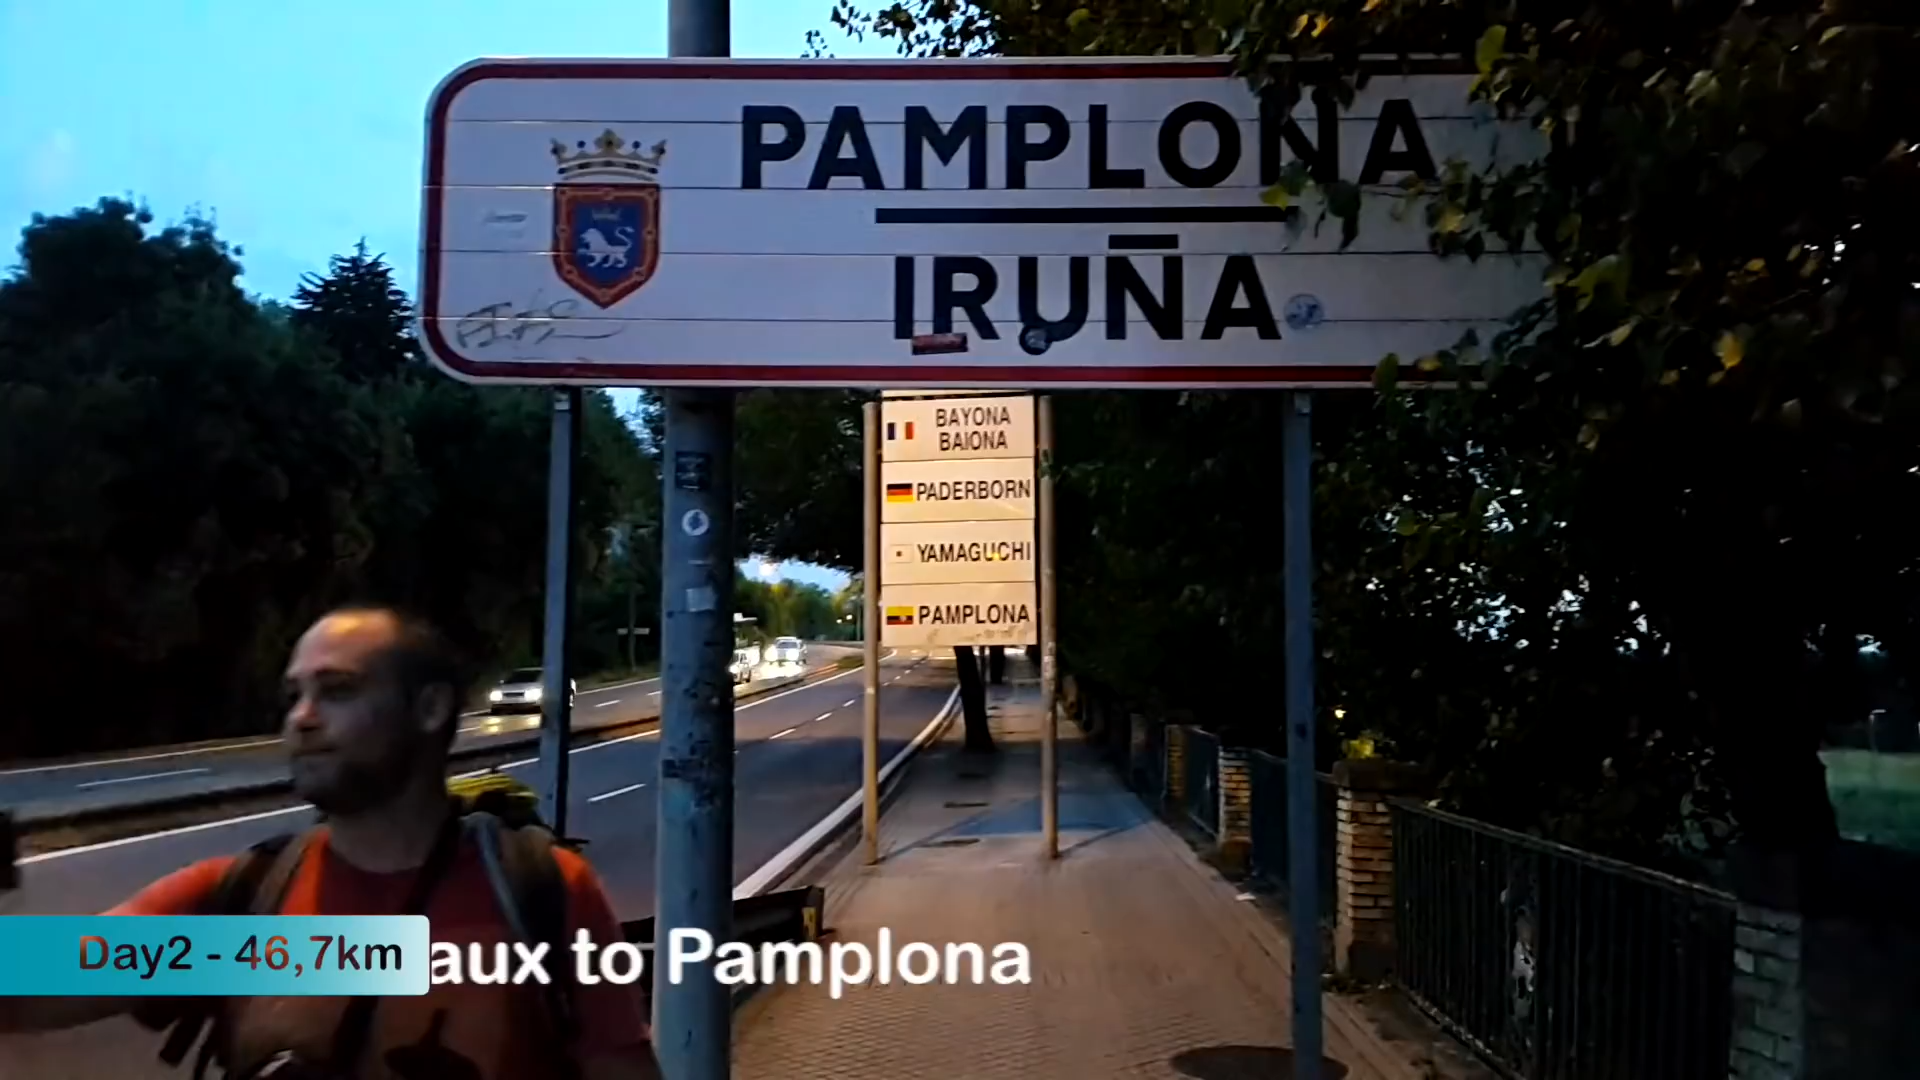 PAMPLONA
IRUÑA
BAYONA
BAIONA
PADERBORN
YAMAGUCHI
PAMPLONA
Day2 - 46,7km
aux to Pamplona